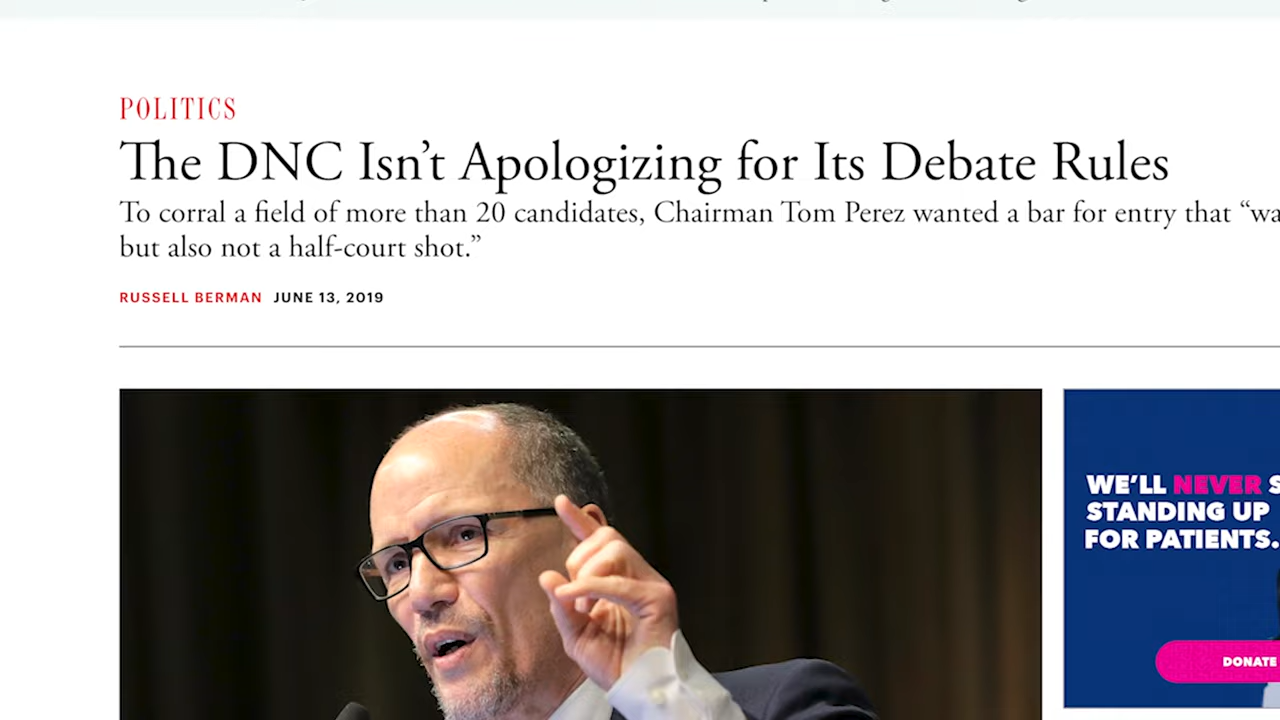 POLITICS
The DNC Isn’t Apologizing for Its Debate Rules
To corral a field of more than 20 candidates, Chairman Tom Perez wanted a bar for entry that “wa
but also not a half-court shot.”
RUSSELL BERMAN JUNE 13, 2019
WE’LL NEVER S
STANDING UP
FOR PATIENTS.
DONATE